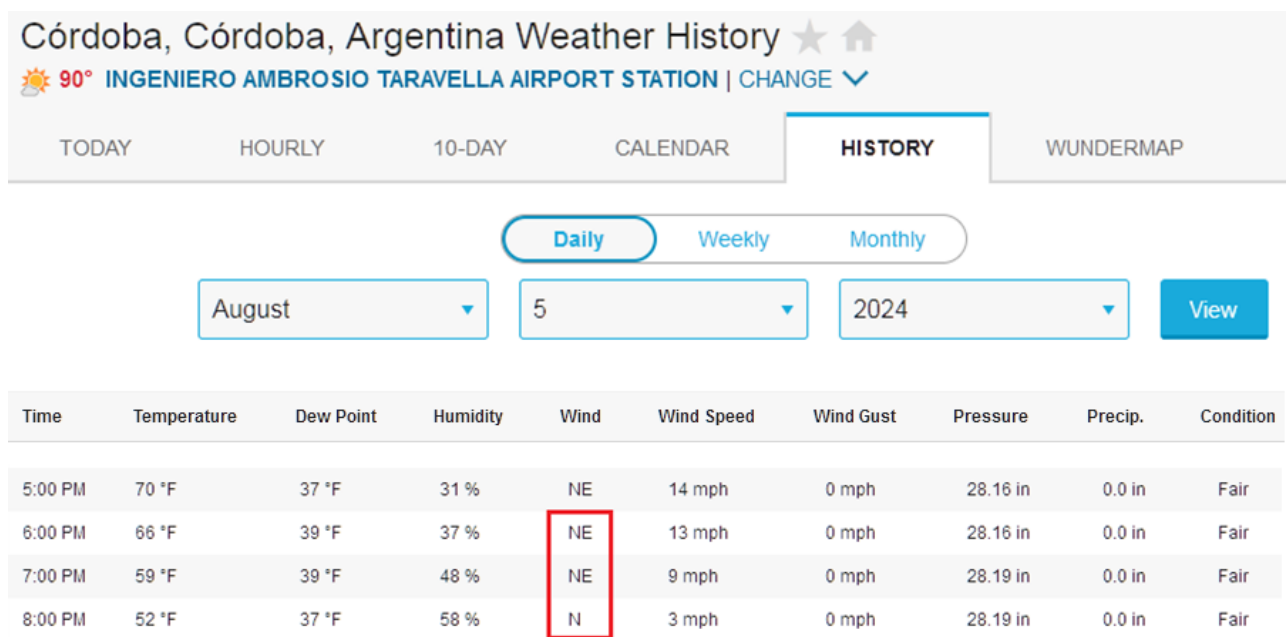 Córdoba, Córdoba, Argentina Weather History
90° INGENIERO AMBROSIO TARAVELLA AIRPORT STATION | CHANGE
TODAY HOURLY 10-DAY CALENDAR HISTORY WUNDERMAP
Daily Weekly Monthly
August 5 2024 View
Time Temperature Dew Point Humidity Wind Wind Speed Wind Gust Pressure Precip. Condition
5:00 PM 70 °F 37 °F 31 % NE 14 mph 0 mph 28.16 in 0.0 in Fair
6:00 PM 66 °F 39 °F 37 % NE 13 mph 0 mph 28.16 in 0.0 in Fair
7:00 PM 59 °F 39 °F 48 % NE 9 mph 0 mph 28.19 in 0.0 in Fair
8:00 PM 52 °F 37 °F 58 % N 3 mph 0 mph 28.19 in 0.0 in Fair